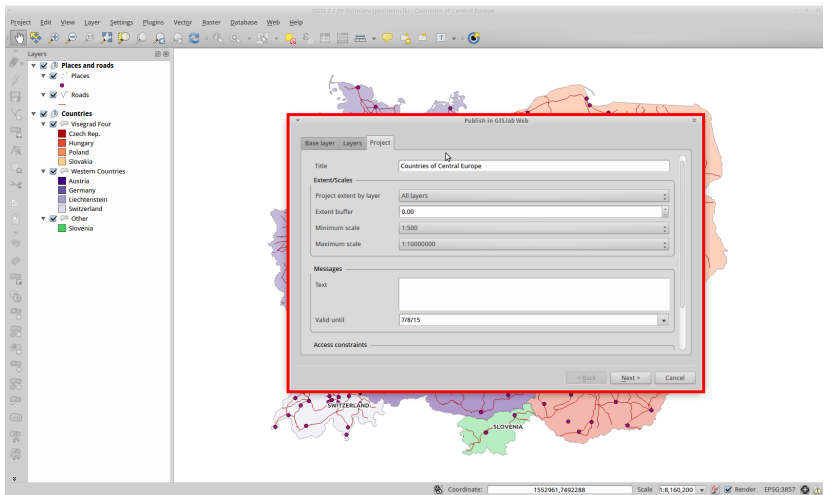 Project Edit View Layer Settings Plugins Vector Raster Database Web Help
Layers
Places and roads
Places
Roads
Countries
Visegrad Four
Czech Rep.
Hungary
Poland
Slovakia
Western Countries
Austria
Germany
Liechtenstein
Switzerland
Other
Slovenia
Publish in GISLab Web
Base layer Layers Project
Title Countries of Central Europe
Extent/Scales
Project extent by layer All layers
Extent buffer 0.00
Minimum scale 1:500
Maximum scale 1:10000000
Messages
Text
Valid until 7/8/15
Access constraints
< Back Next > Cancel
SWITZERLAND
SLOVENIA
Coordinate: 1552961,7492288 Scale 1:8,160,200 Render EPSG:3857